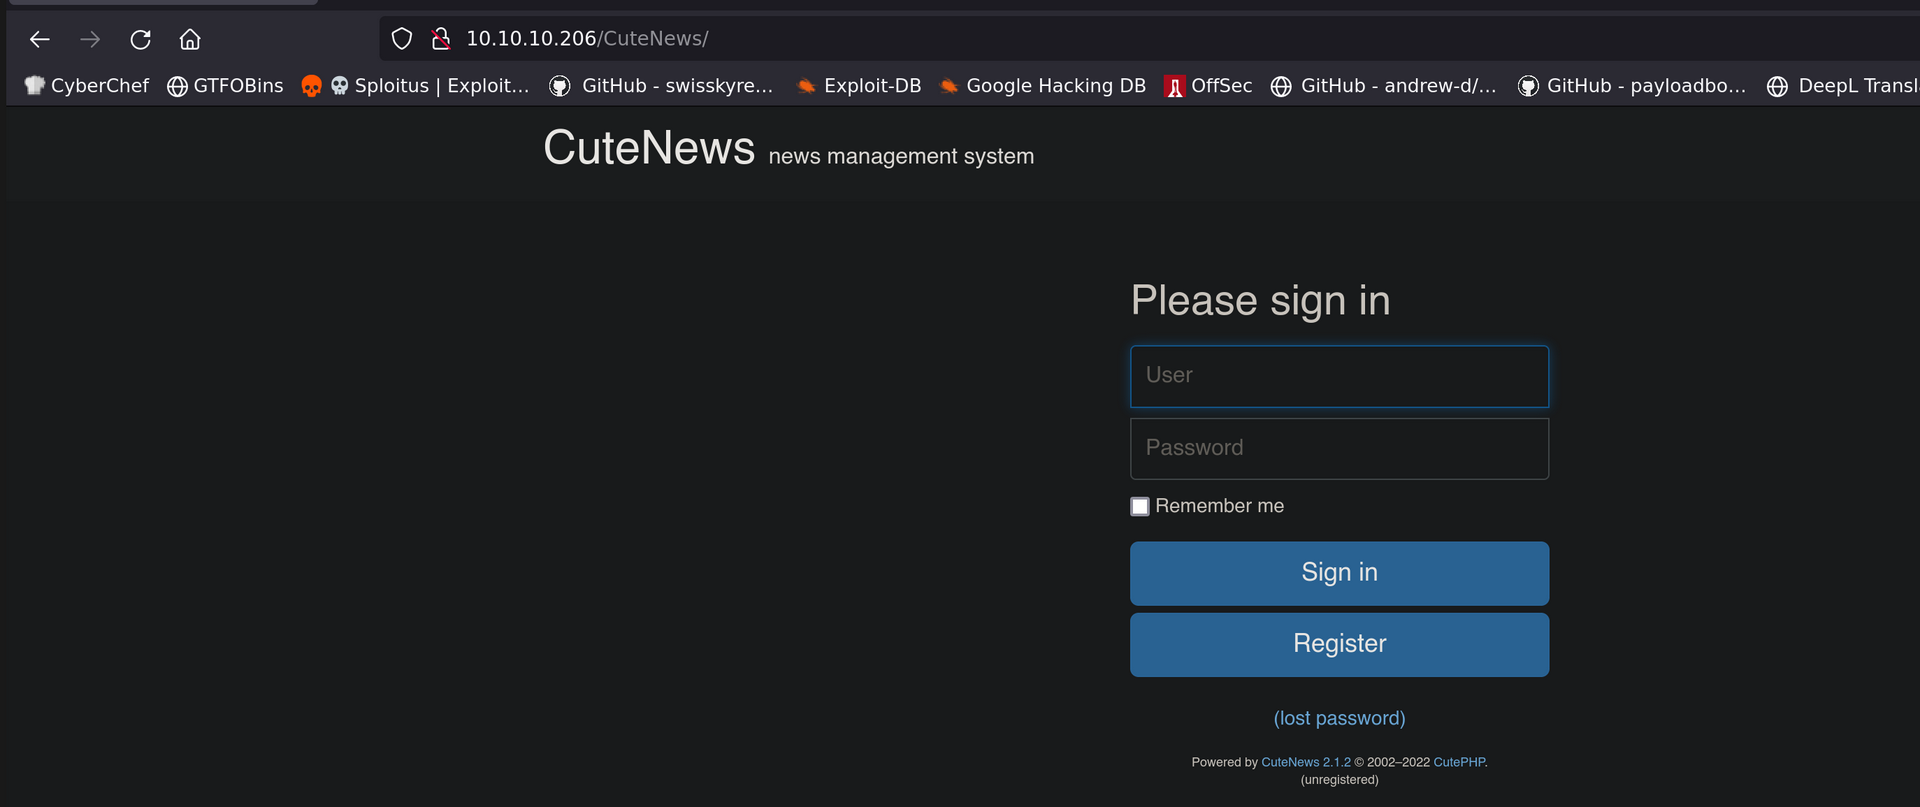 10.10.10.206/CuteNews/
CyberChef GTFOBins Sploitus | Exploit... GitHub - swisskyre... Exploit-DB Google Hacking DB OffSec GitHub - andrew-d/... GitHub - payloadbo... DeepL Transl
CuteNews news management system
Please sign in
User
Password
Remember me
Sign in
Register
(lost password)
Powered by CuteNews 2.1.2 © 2002–2022 CutePHP.
(unregistered)